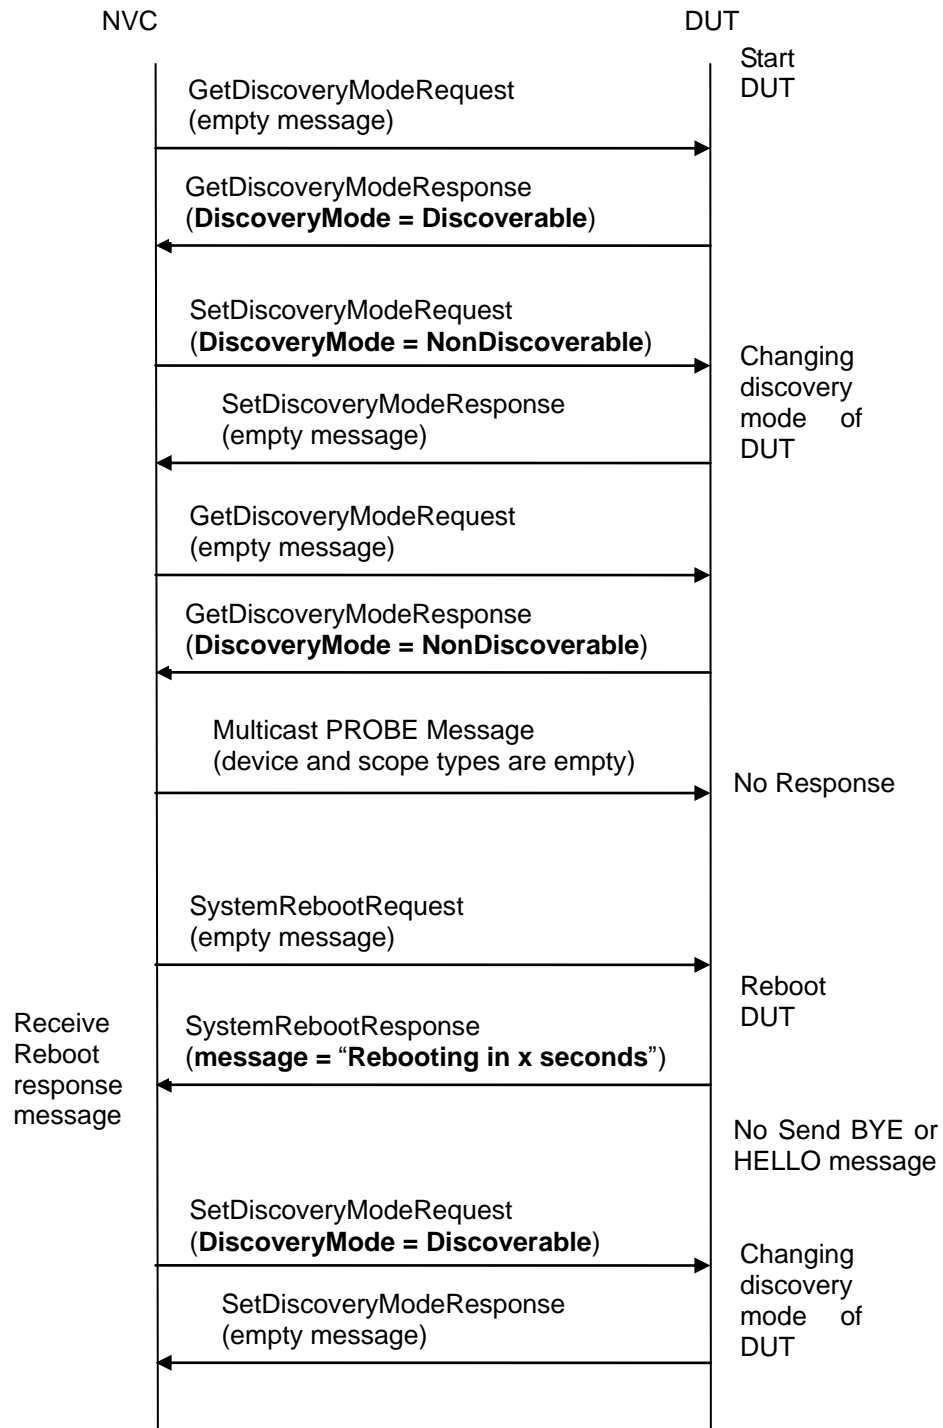 NVC
DUT
Start
DUT
GetDiscoveryModeRequest
(empty message)
GetDiscoveryModeResponse
(DiscoveryMode = Discoverable)
SetDiscoveryModeRequest
(DiscoveryMode = NonDiscoverable)
Changing
discovery
mode of
DUT
SetDiscoveryModeResponse
(empty message)
GetDiscoveryModeRequest
(empty message)
GetDiscoveryModeResponse
(DiscoveryMode = NonDiscoverable)
Multicast PROBE Message
(device and scope types are empty)
No Response
SystemRebootRequest
(empty message)
Reboot
DUT
Receive
Reboot
response
message
SystemRebootResponse
(message = “Rebooting in x seconds”)
No Send BYE or
HELLO message
SetDiscoveryModeRequest
(DiscoveryMode = Discoverable)
Changing
discovery
mode of
DUT
SetDiscoveryModeResponse
(empty message)